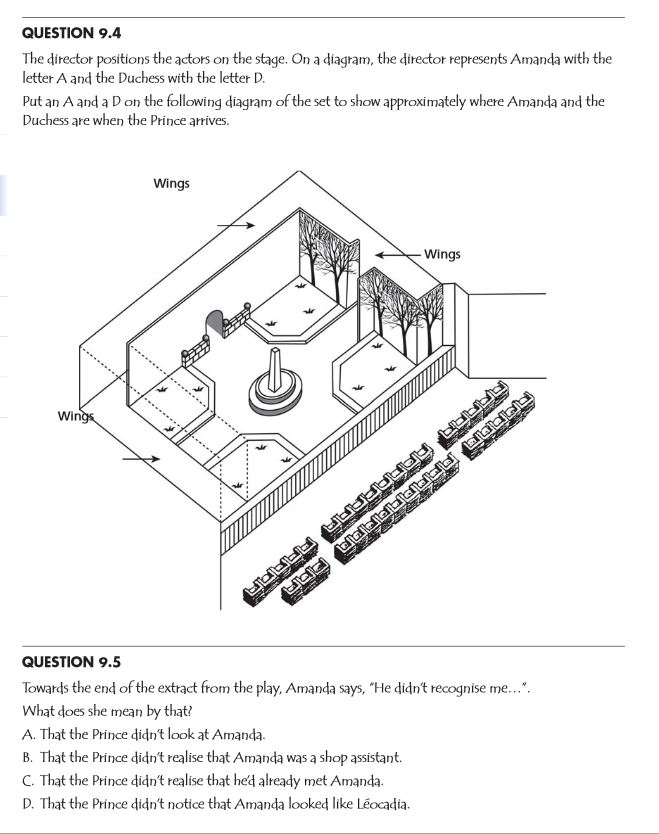 QUESTION 9.4
The director positions the actors on the stage. On a diagram, the director represents Amanda with the
letter A and the Duchess with the letter D.
Put an A and a D on the following diagram of the set to show approximately where Amanda and the
Duchess are when the Prince arrives.
Wings
Wings
Wings
QUESTION 9.5
Towards the end of the extract from the play, Amanda says, "He didn't recognise me…".
What does she mean by that?
A. That the Prince didn't look at Amanda.
B. That the Prince didn't realise that Amanda was a shop assistant.
C. That the Prince didn't realise that he'd already met Amanda.
D. That the Prince didn't notice that Amanda looked like Léocadia.